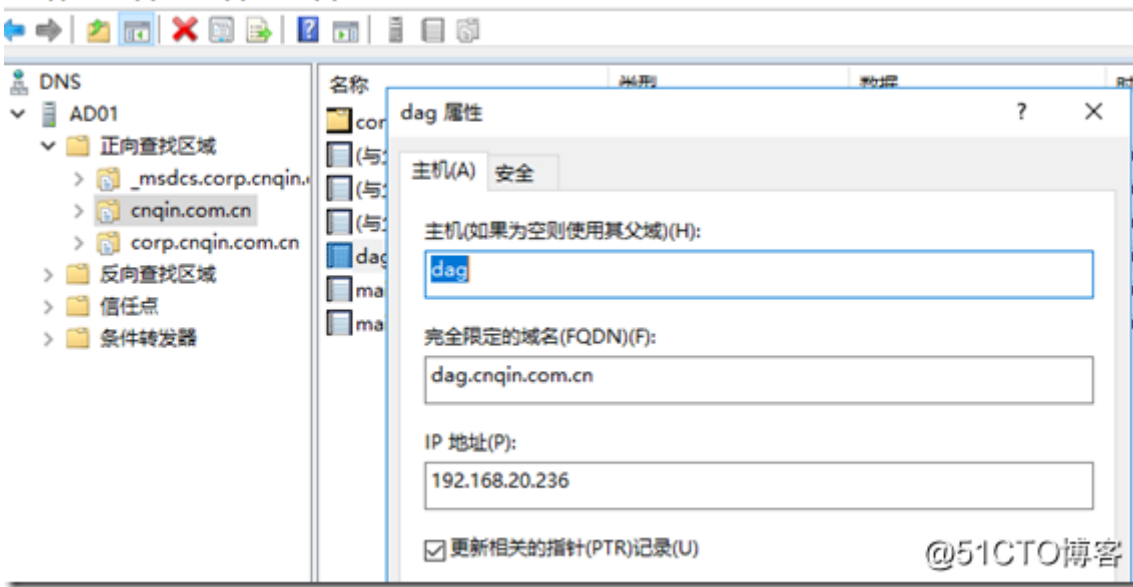 DNS
AD01
正向查找区域
_msdcs.corp.cnqin.
cnqin.com.cn
corp.cnqin.com.cn
反向查找区域
信任点
条件转发器
名称
类型
数据
cor
(与
(与
(与
dag
ma
ma
dag 属性
主机(A)
安全
主机(如果为空则使用其父域)(H):
dag
完全限定的域名(FQDN)(F):
dag.cnqin.com.cn
IP 地址(P):
192.168.20.236
更新相关的指针(PTR)记录(U)
@51CTO博客